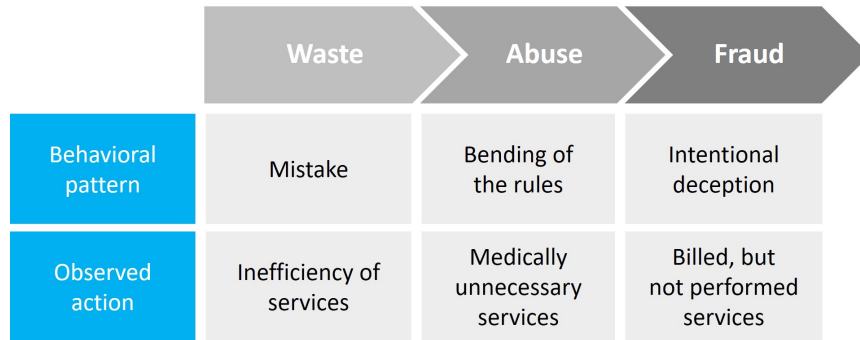 Waste
Abuse
Fraud
Behavioral
pattern
Mistake
Bending of
the rules
Intentional
deception
Observed
action
Inefficiency of
services
Medically
unnecessary
services
Billed, but
not performed
services